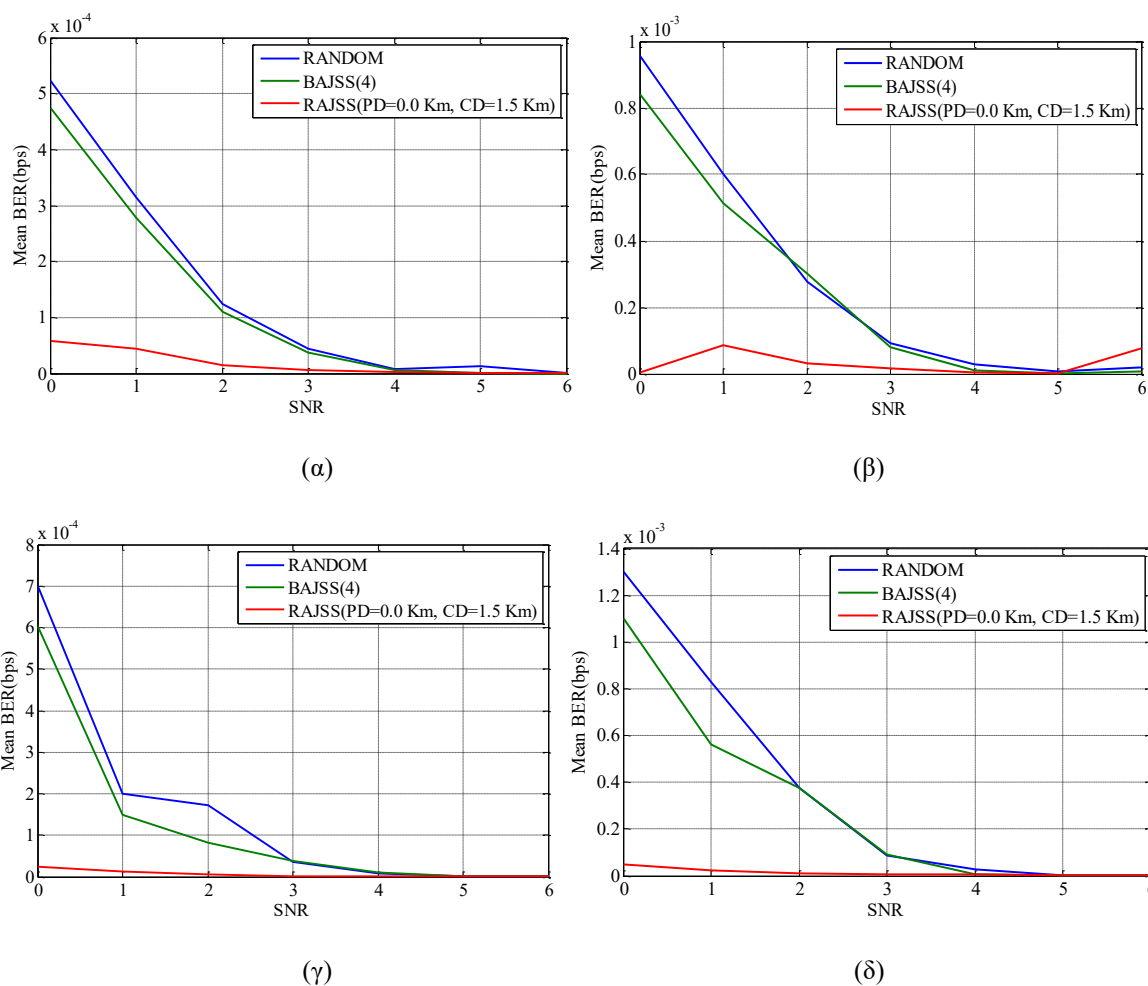 x 10-4
6
5
4
3
2
1
0
0 1 2 3 4 5 6
Mean BER(bps)
SNR
RANDOM
BAJSS(4)
RAJSS(PD=0.0 Km, CD=1.5 Km)
(α)
x 10-3
1
0.8
0.6
0.4
0.2
0
0 1 2 3 4 5 6
Mean BER(bps)
SNR
RANDOM
BAJSS(4)
RAJSS(PD=0.0 Km, CD=1.5 Km)
(β)
x 10-4
8
7
6
5
4
3
2
1
0
0 1 2 3 4 5 6
Mean BER(bps)
SNR
RANDOM
BAJSS(4)
RAJSS(PD=0.0 Km, CD=1.5 Km)
(γ)
x 10-3
1.4
1.2
1
0.8
0.6
0.4
0.2
0
0 1 2 3 4 5
Mean BER(bps)
SNR
RANDOM
BAJSS(4)
RAJSS(PD=0.0 Km, CD=1.5 Km)
(δ)